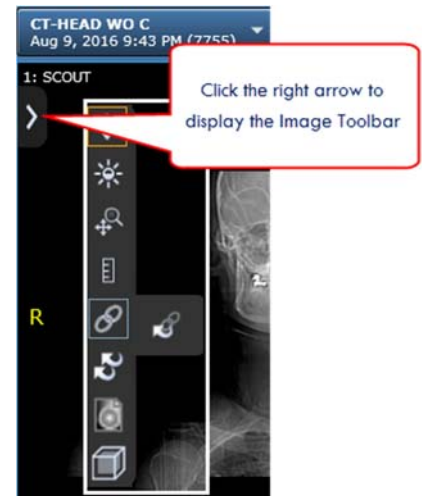 CT-HEAD WO C
Aug 9, 2016 9:43 PM (7755)
1: SCOUT
Click the right arrow to
display the Image Toolbar
R